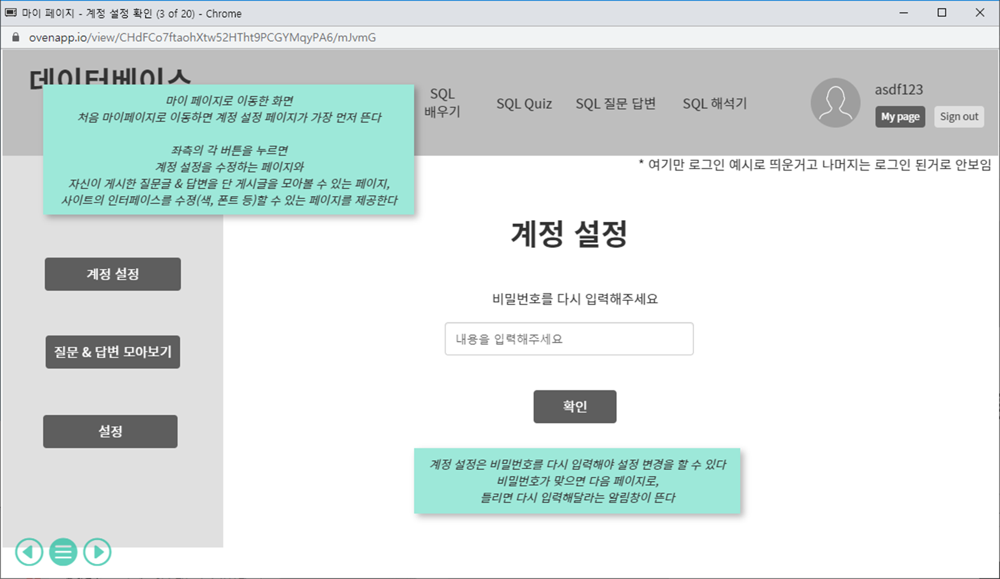 마이 페이지 - 계정 설정 확인 (3 of 20) - Chrome
ovenapp.io/view/CHdFCo7ftaohXtw52HTht9PCGYMqyPA6/mJvmG
데이터베이스
SQL
배우기
SQL Quiz
SQL 질문 답변
SQL 해석기
asdf123
My page
Sign out
마이 페이지로 이동한 화면
처음 마이페이지로 이동하면 계정 설정 페이지가 가장 먼저 뜬다
좌측의 각 버튼을 누르면
계정 설정을 수정하는 페이지와
자신이 게시한 질문글 & 답변을 단 게시글을 모아볼 수 있는 페이지,
사이트의 인터페이스를 수졍(색, 폰트 등)할 수 있는 페이지를 제공한다
* 여기만 로그인 예시로 띄운거고 나머지는 로그인 된거로 안보임
계정 설정
질문 & 답변 모아보기
설정
계정 설정
비밀번호를 다시 입력해주세요
내용을 입력해주세요
확인
계정 설정은 비밀번호를 다시 입력해야 설정 변경을 할 수 있다
비밀번호가 맞으면 다음 페이지로,
틀리면 다시 입력해달라는 알림창이 뜬다